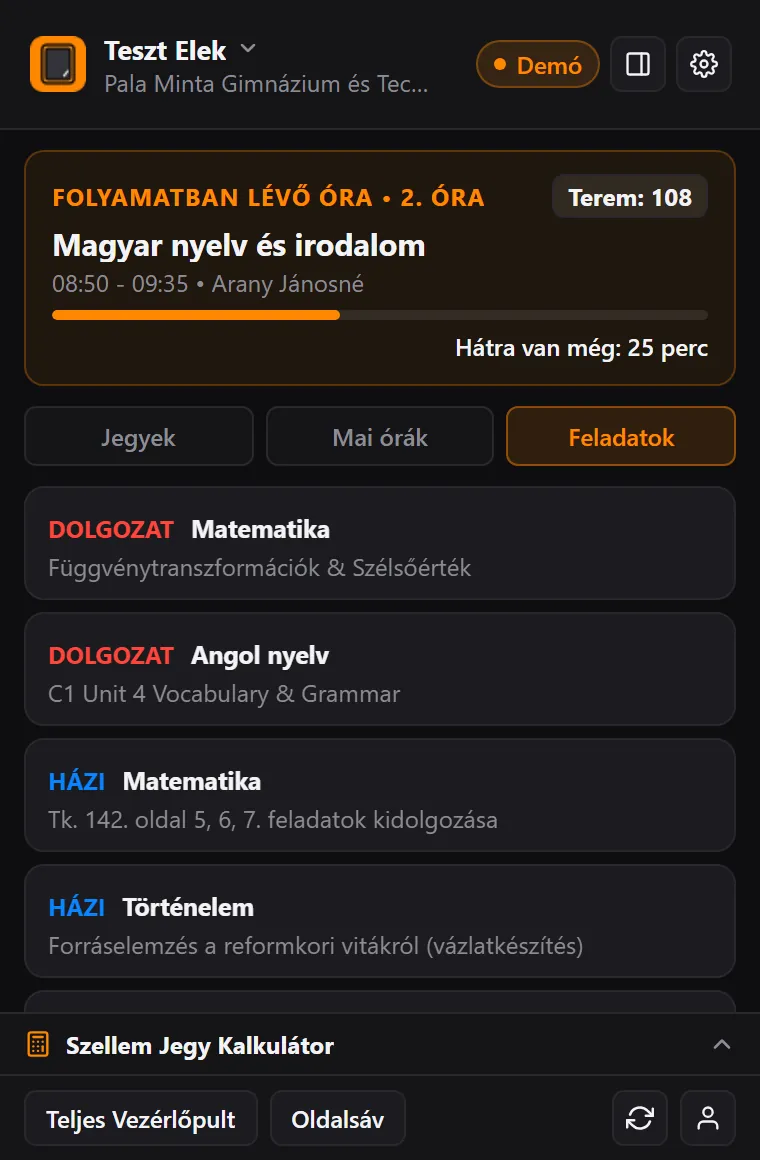 Teszt Elek
Pala Minta Gimnázium és Tec...
Demó
FOLYAMATBAN LÉVŐ ÓRA • 2. ÓRA
Terem: 108
Magyar nyelv és irodalom
08:50 - 09:35 • Arany Jánosné
Hátra van még: 25 perc
Jegyek
Mai órák
Feladatok
DOLGOZAT Matematika
Függvénytranszformációk & Szélsőérték
DOLGOZAT Angol nyelv
C1 Unit 4 Vocabulary & Grammar
HÁZI Matematika
Tk. 142. oldal 5, 6, 7. feladatok kidolgozása
HÁZI Történelem
Forráselemzés a reformkori vitákról (vázlatkészítés)
Szellem Jegy Kalkulátor
Teljes Vezérlőpult
Oldalsáv